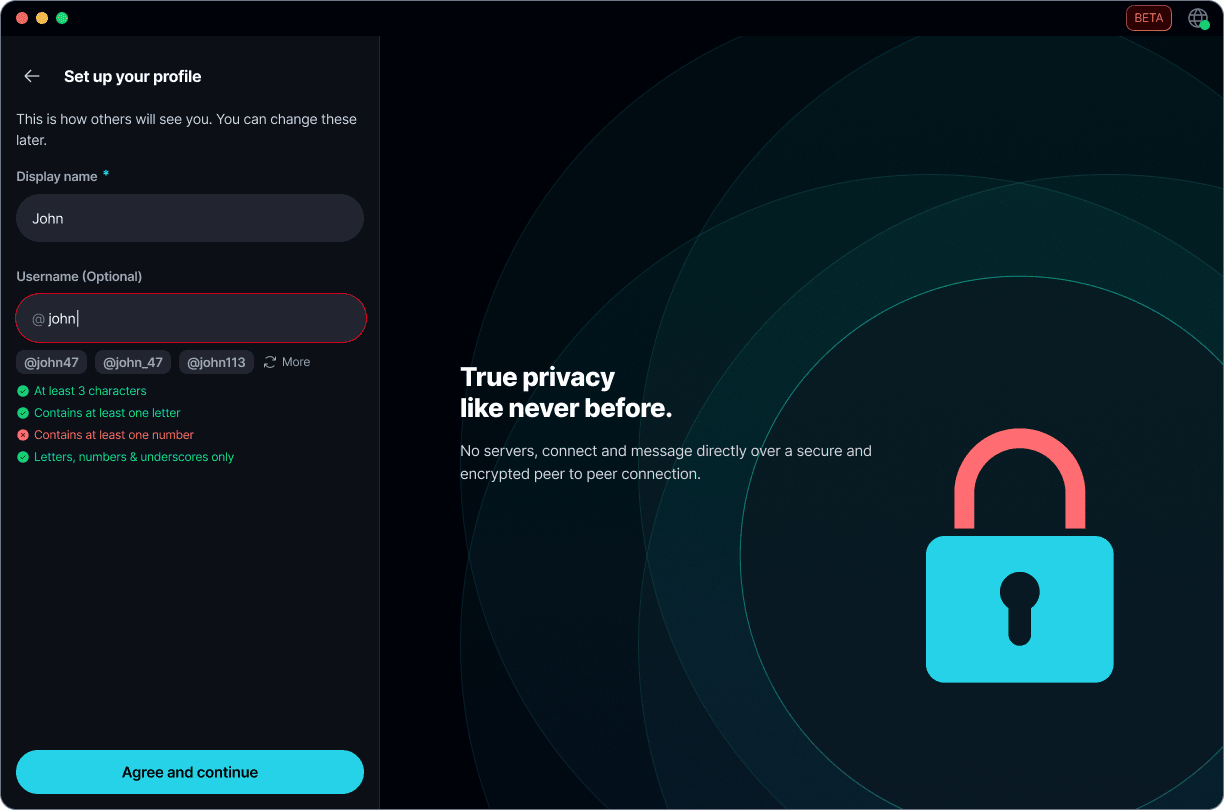 BETA
Set up your profile
This is how others will see you. You can change these
later.
Display name *
John
Username (Optional)
@ john
@john47 @john_47 @john113 More
At least 3 characters
Contains at least one letter
Contains at least one number
Letters, numbers & underscores only
Agree and continue
True privacy
like never before.
No servers, connect and message directly over a secure and
encrypted peer to peer connection.